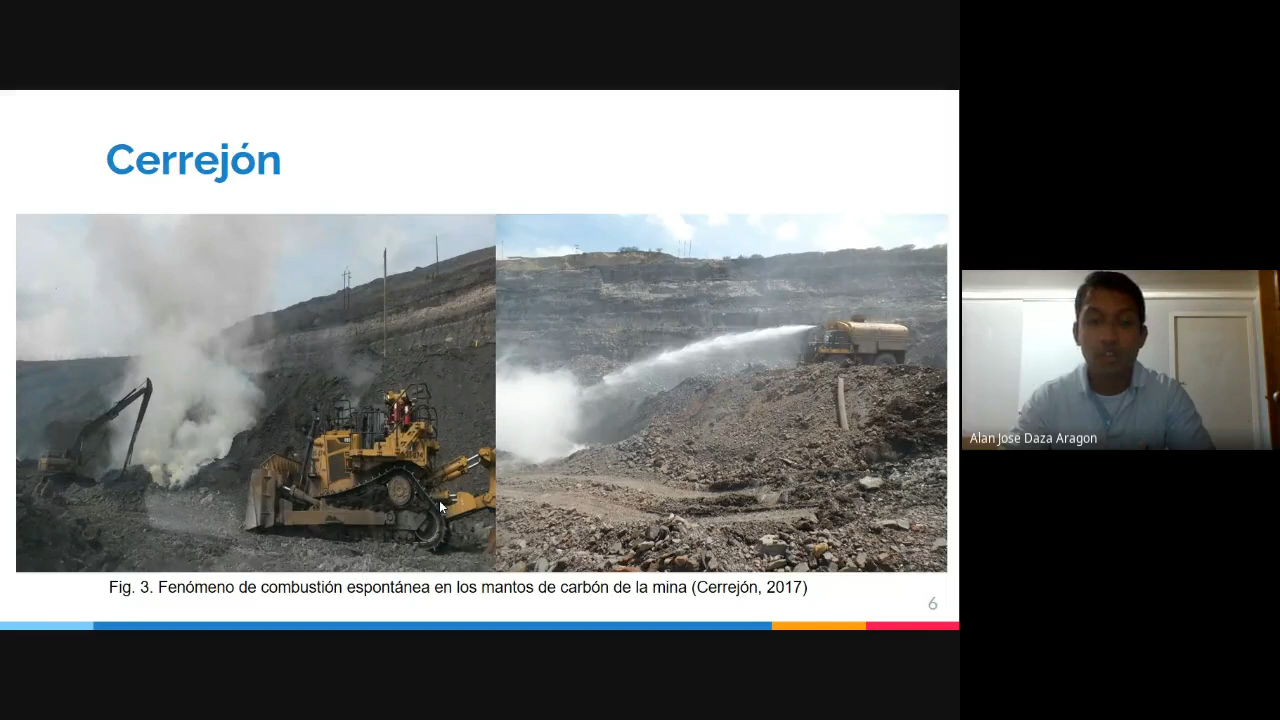 Cerrejón
Alan Jose Daza Aragon
Fig. 3. Fenómeno de combustión espontánea en los mantos de carbón de la mina (Cerrejón, 2017)
6